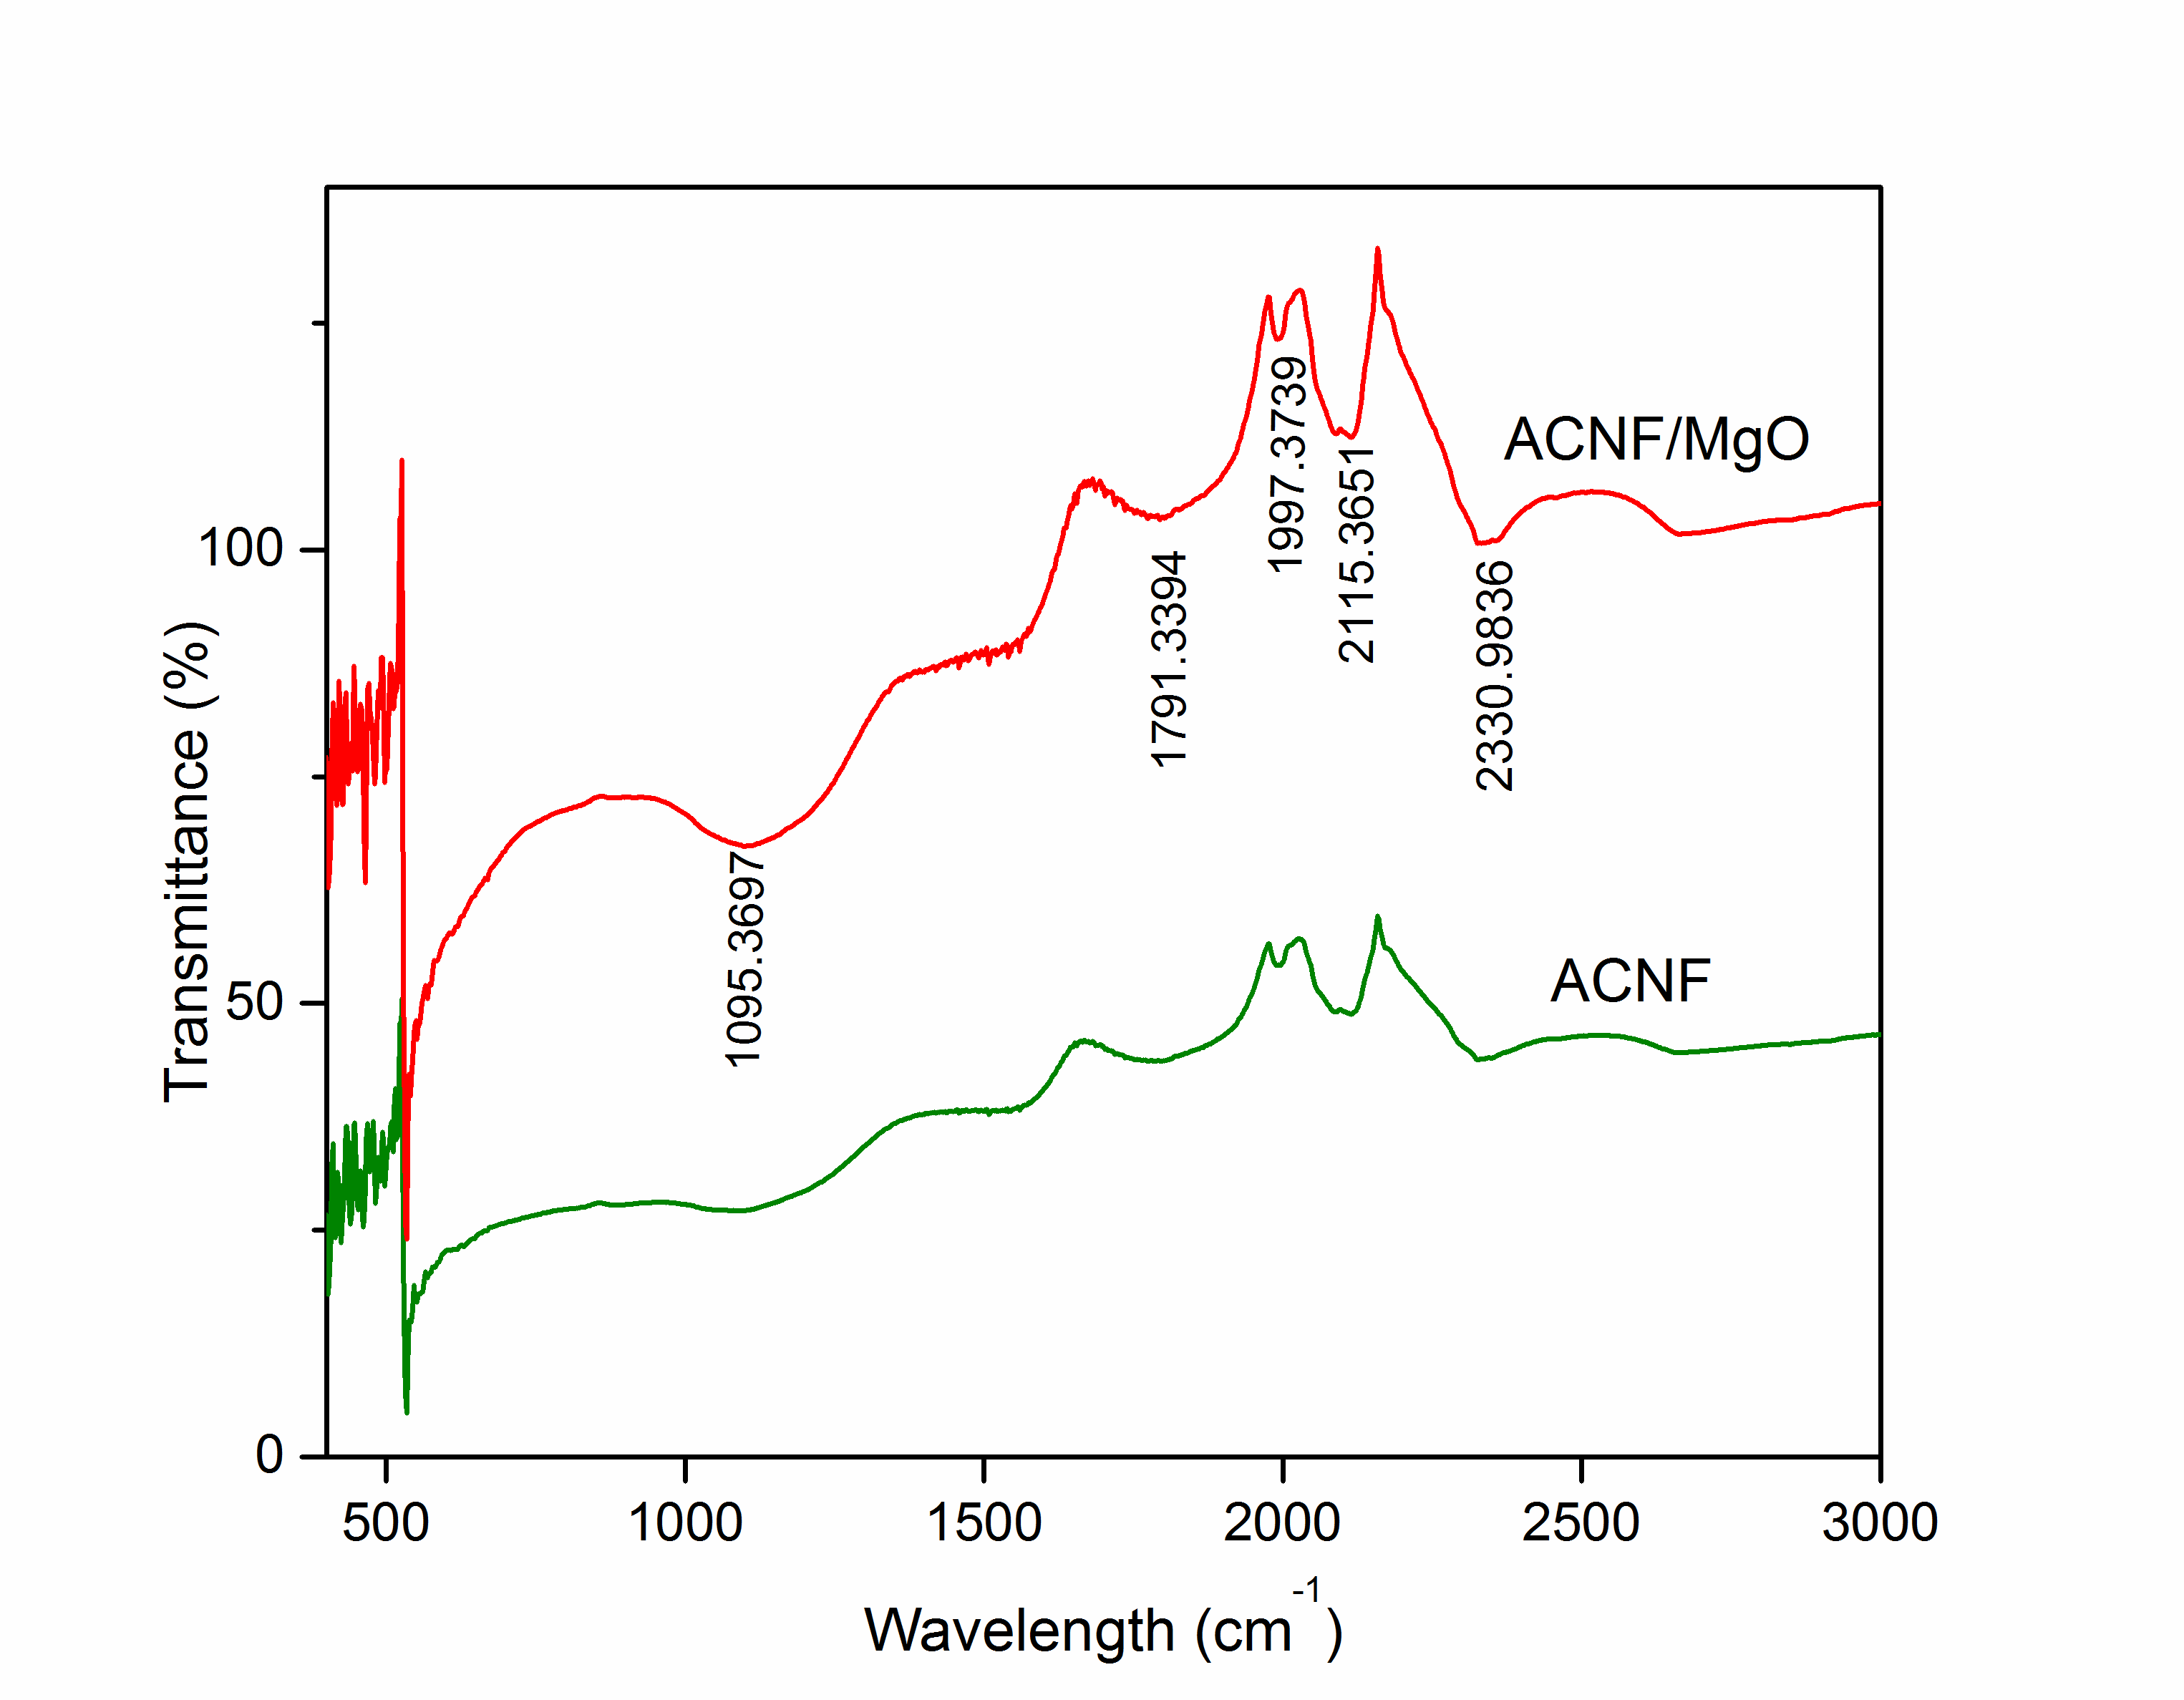 ACNF/MgO
1997.3739
2115.3651
1791.3394
2330.9836
1095.3697
ACNF
Transmittance (%)
100
50
0
500 1000 1500 2000 2500 3000
Wavelength (cm⁻¹)